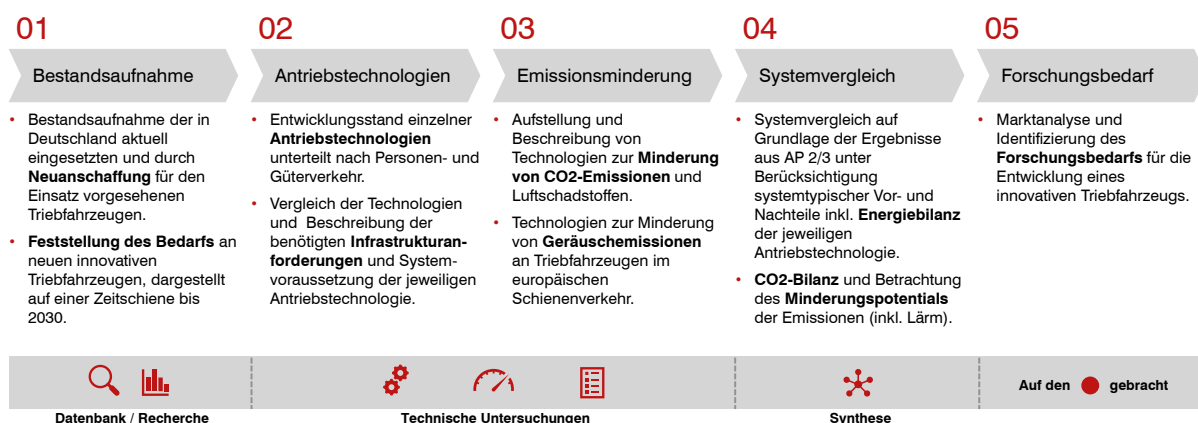 01
Bestandsaufnahme
• Bestandsaufnahme der in
Deutschland aktuell
eingesetzten und durch
Neuanschaffung für den
Einsatz vorgesehenen
Triebfahrzeugen.
• Feststellung des Bedarfs an
neuen innovativen
Triebfahrzeugen, dargestellt
auf einer Zeitschiene bis
2030.
02
Antriebstechnologien
• Entwicklungsstand einzelner
Antriebstechnologien
unterteilt nach Personen- und
Güterverkehr.
• Vergleich der Technologien
und Beschreibung der
benötigten Infrastrukturan-
forderungen und System-
voraussetzung der jeweiligen
Antriebstechnologie.
03
Emissionsminderung
• Aufstellung und
Beschreibung von
Technologien zur Minderung
von CO2-Emissionen und
Luftschadstoffen.
• Technologien zur Minderung
von Geräuschemissionen
an Triebfahrzeugen im
europäischen
Schienenverkehr.
04
Systemvergleich
• Systemvergleich auf
Grundlage der Ergebnisse
aus AP 2/3 unter
Berücksichtigung
systemtypischer Vor- und
Nachteile inkl. Energiebilanz
der jeweiligen
Antriebstechnologie.
• CO2-Bilanz und Betrachtung
des Minderungspotentials
der Emissionen (inkl. Lärm).
05
Forschungsbedarf
• Marktanalyse und
Identifizierung des
Forschungsbedarfs für die
Entwicklung eines
innovativen Triebfahrzeugs.
Auf den gebracht
Datenbank / Recherche
Technische Untersuchungen
Synthese